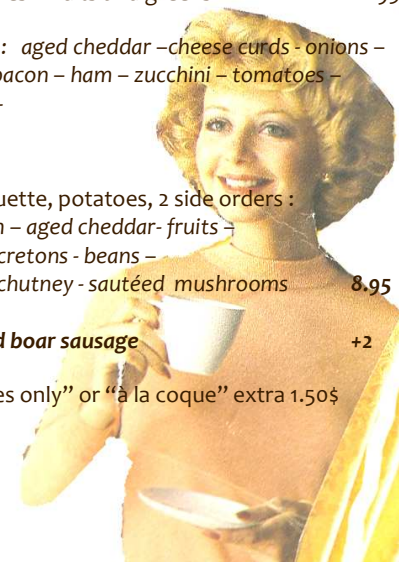 : aged cheddar –cheese curds - onions –
bacon – ham – zucchini – tomatoes –
–
uette, potatoes, 2 side orders :
n – aged cheddar- fruits –
cretons - beans –
chutney - sautéed mushrooms 8.95
d boar sausage +2
es only” or “à la coque” extra 1.50$